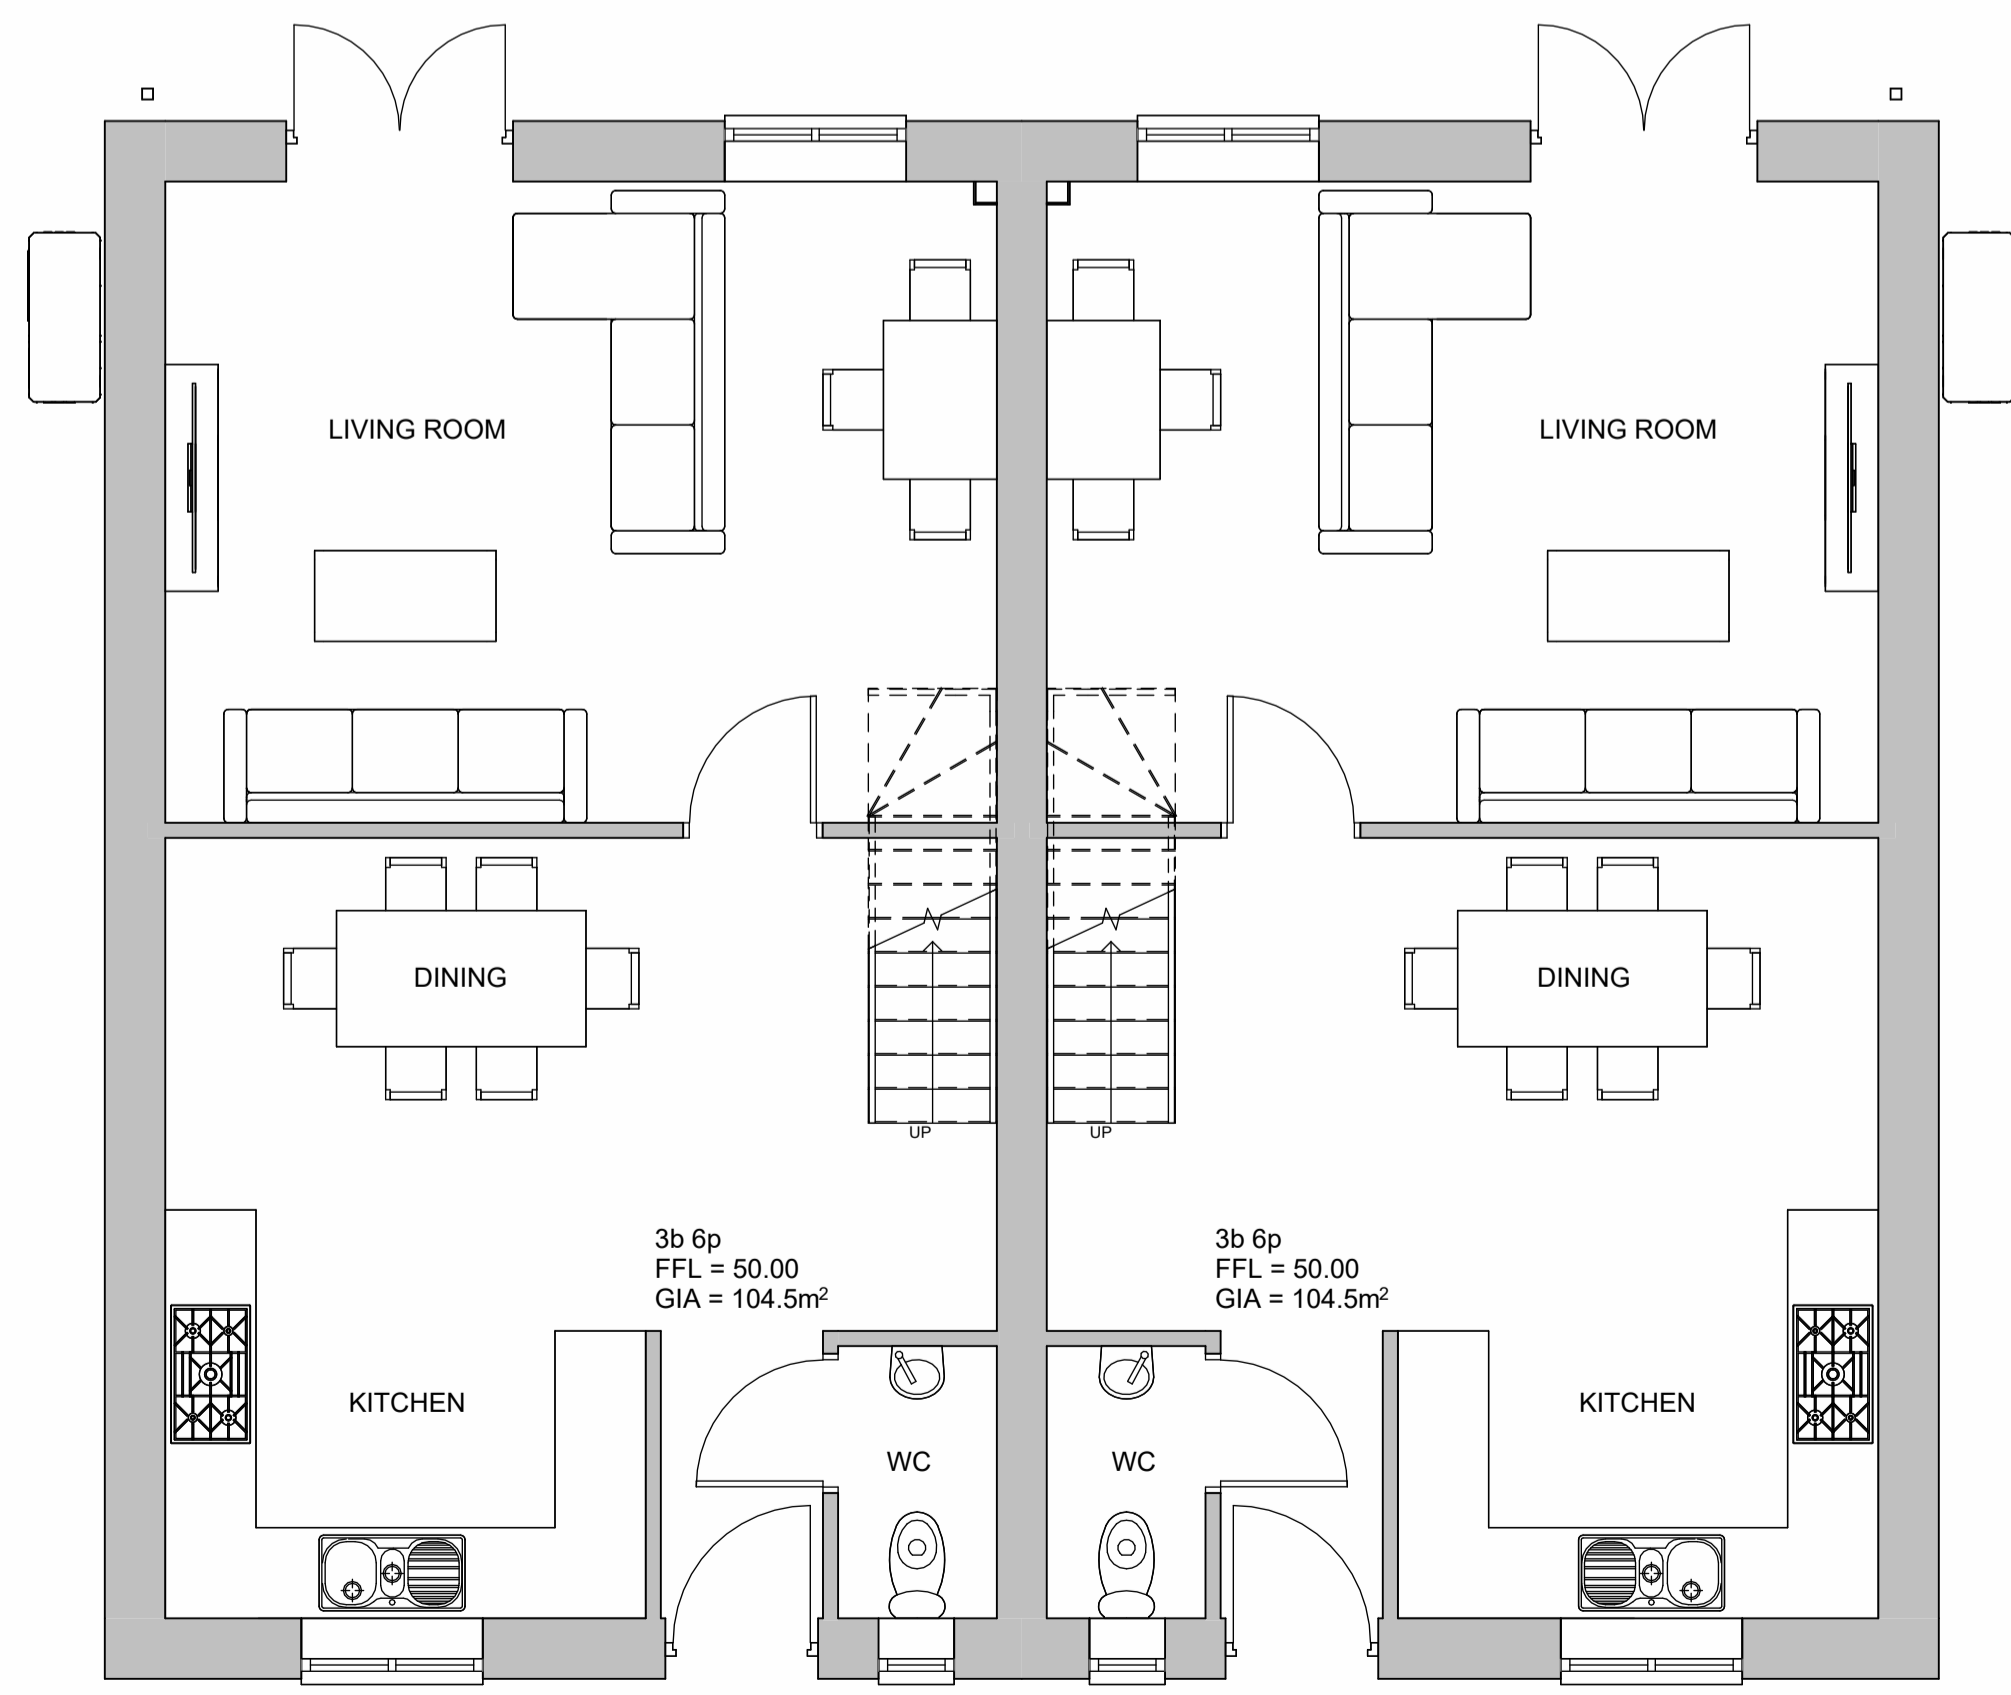 LIVING ROOM
LIVING ROOM
DINING
DINING
UP
UP
3b 6p
FFL = 50.00
GIA = 104.5m²
3b 6p
FFL = 50.00
GIA = 104.5m²
KITCHEN
KITCHEN
WC
WC